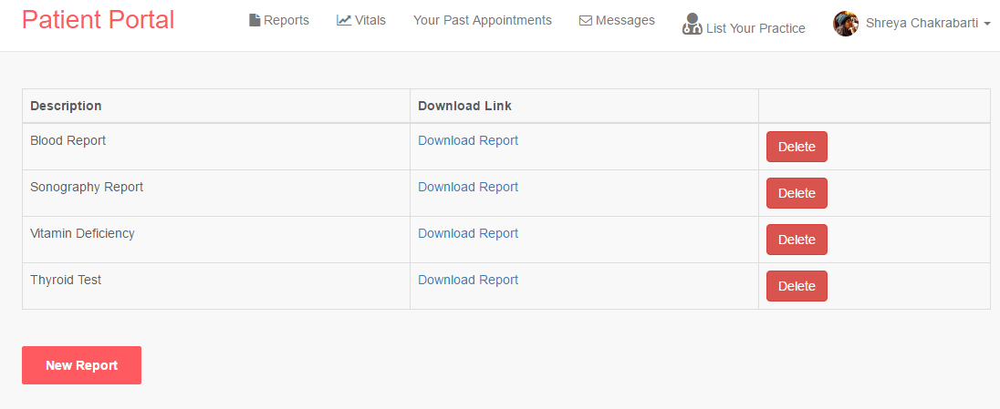 Patient Portal
Reports Vitals Your Past Appointments Messages List Your Practice Shreya Chakrabarti
Description Download Link
Blood Report Download Report Delete
Sonography Report Download Report Delete
Vitamin Deficiency Download Report Delete
Thyroid Test Download Report Delete
New Report